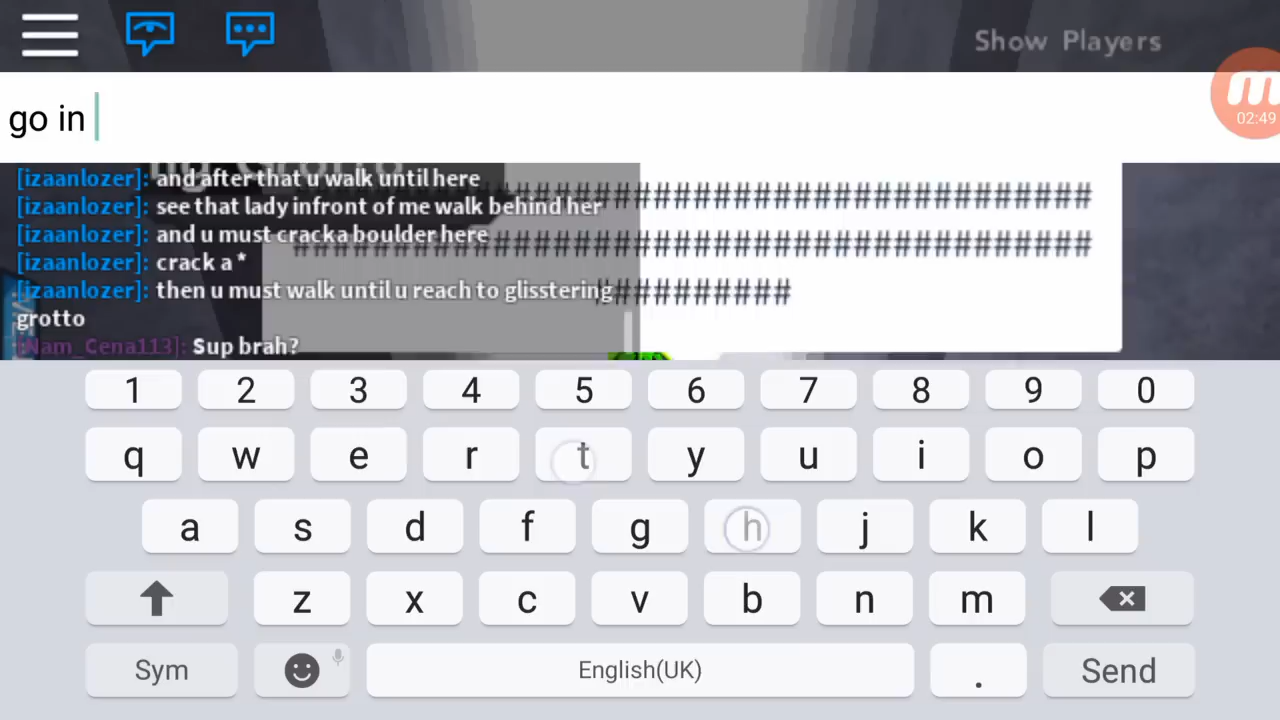 Show Players
02:49
go in
[izaanlozer]: and after that u walk until here
##############################
[izaanlozer]: see that lady infront of me walk behind her
[izaanlozer]: and u must cracka boulder here
[izaanlozer]: crack a *
[izaanlozer]: then u must walk until u reach to glisstering
##########
grotto
[Nam_Cena113]: Sup brah?
1 2 3 4 5 6 7 8 9 0
q w e r t y u i o p
a s d f g h j k l
z x c v b n m
Sym English(UK) . Send